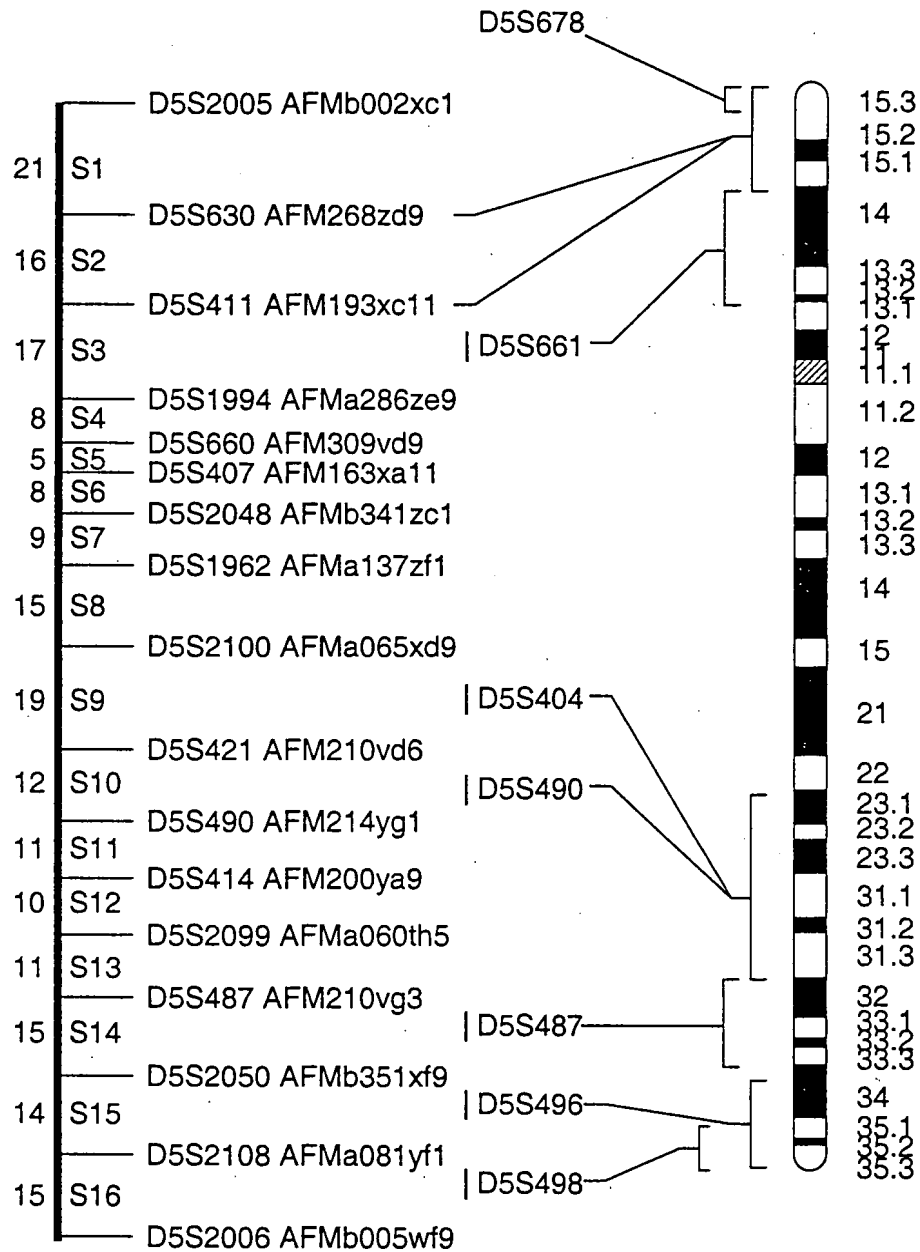 D5S678
D5S2005 AFMb002xc1
21 S1
D5S630 AFM268zd9
16 S2
D5S411 AFM193xc11
17 S3
D5S661
D5S1994 AFMa286ze9
8 S4
D5S660 AFM309vd9
5 S5
D5S407 AFM163xa11
8 S6
D5S2048 AFMb341zc1
9 S7
D5S1962 AFMa137zf1
15 S8
D5S2100 AFMa065xd9
19 S9
D5S404
D5S421 AFM210vd6
12 S10
D5S490
D5S490 AFM214yg1
11 S11
D5S414 AFM200ya9
10 S12
D5S2099 AFMa060th5
11 S13
D5S487 AFM210vg3
15 S14
D5S487
D5S2050 AFMb351xf9
14 S15
D5S496
D5S2108 AFMa081yf1
15 S16
D5S498
D5S2006 AFMb005wf9
15.3
15.2
15.1
14
13.3
13.2
13.1
12
11
11.1
11.2
12
13.1
13.2
13.3
14
15
21
22
23.1
23.2
23.3
31.1
31.2
31.3
32
33.1
33.2
33.3
34
35.1
35.2
35.3